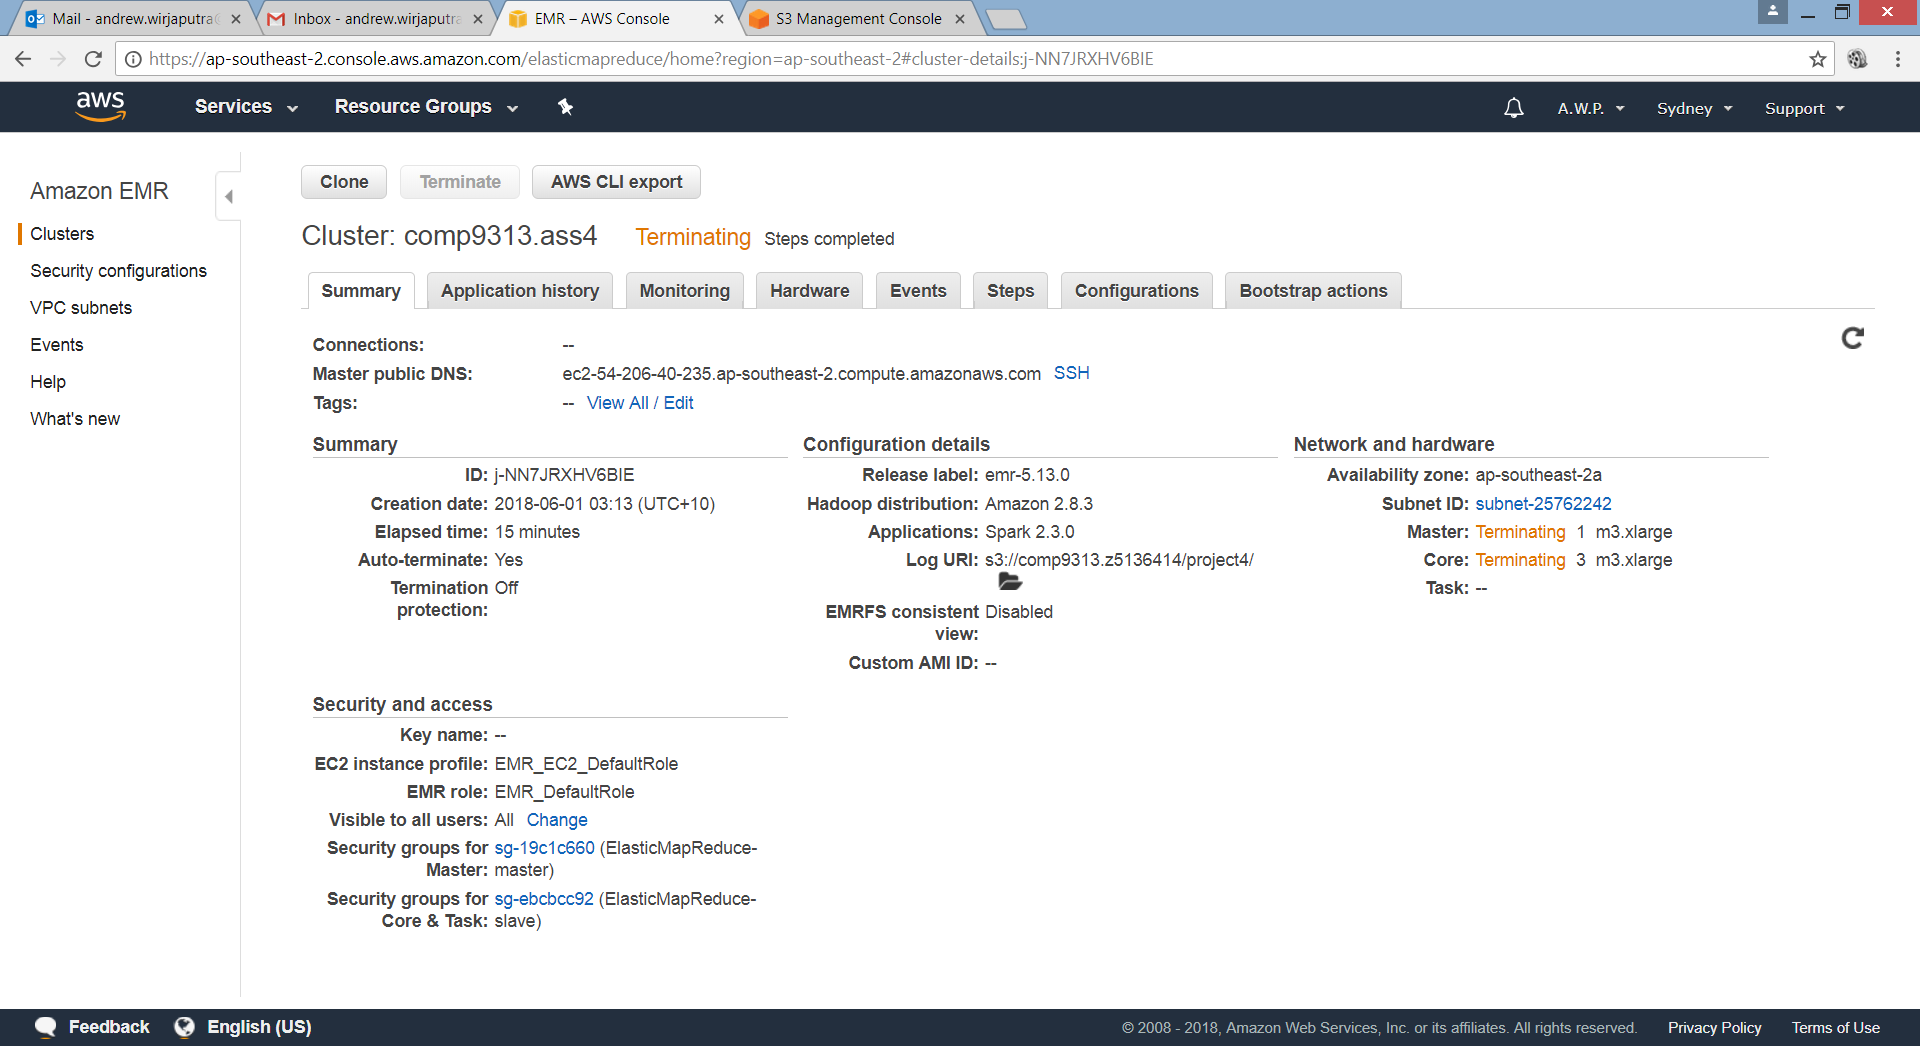 Mail - andrew.wirjaputra@
Inbox - andrew.wirjaputra
EMR – AWS Console
S3 Management Console
https://ap-southeast-2.console.aws.amazon.com/elasticmapreduce/home?region=ap-southeast-2#cluster-details:j-NN7JRXHV6BIE
aws
Services
Resource Groups
A.W.P.
Sydney
Support
Amazon EMR
Clusters
Security configurations
VPC subnets
Events
Help
What's new
Clone
Terminate
AWS CLI export
Cluster: comp9313.ass4 Terminating Steps completed
Summary
Application history
Monitoring
Hardware
Events
Steps
Configurations
Bootstrap actions
Connections: --
Master public DNS: ec2-54-206-40-235.ap-southeast-2.compute.amazonaws.com SSH
Tags: -- View All / Edit
Summary
ID: j-NN7JRXHV6BIE
Creation date: 2018-06-01 03:13 (UTC+10)
Elapsed time: 15 minutes
Auto-terminate: Yes
Termination Off
protection:
Configuration details
Release label: emr-5.13.0
Hadoop distribution: Amazon 2.8.3
Applications: Spark 2.3.0
Log URI: s3://comp9313.z5136414/project4/
EMRFS consistent Disabled
view:
Custom AMI ID: --
Network and hardware
Availability zone: ap-southeast-2a
Subnet ID: subnet-25762242
Master: Terminating 1 m3.xlarge
Core: Terminating 3 m3.xlarge
Task: --
Security and access
Key name: --
EC2 instance profile: EMR_EC2_DefaultRole
EMR role: EMR_DefaultRole
Visible to all users: All Change
Security groups for sg-19c1c660 (ElasticMapReduce-
Master: master)
Security groups for sg-ebcbcc92 (ElasticMapReduce-
Core & Task: slave)
Feedback
English (US)
© 2008 - 2018, Amazon Web Services, Inc. or its affiliates. All rights reserved.
Privacy Policy
Terms of Use